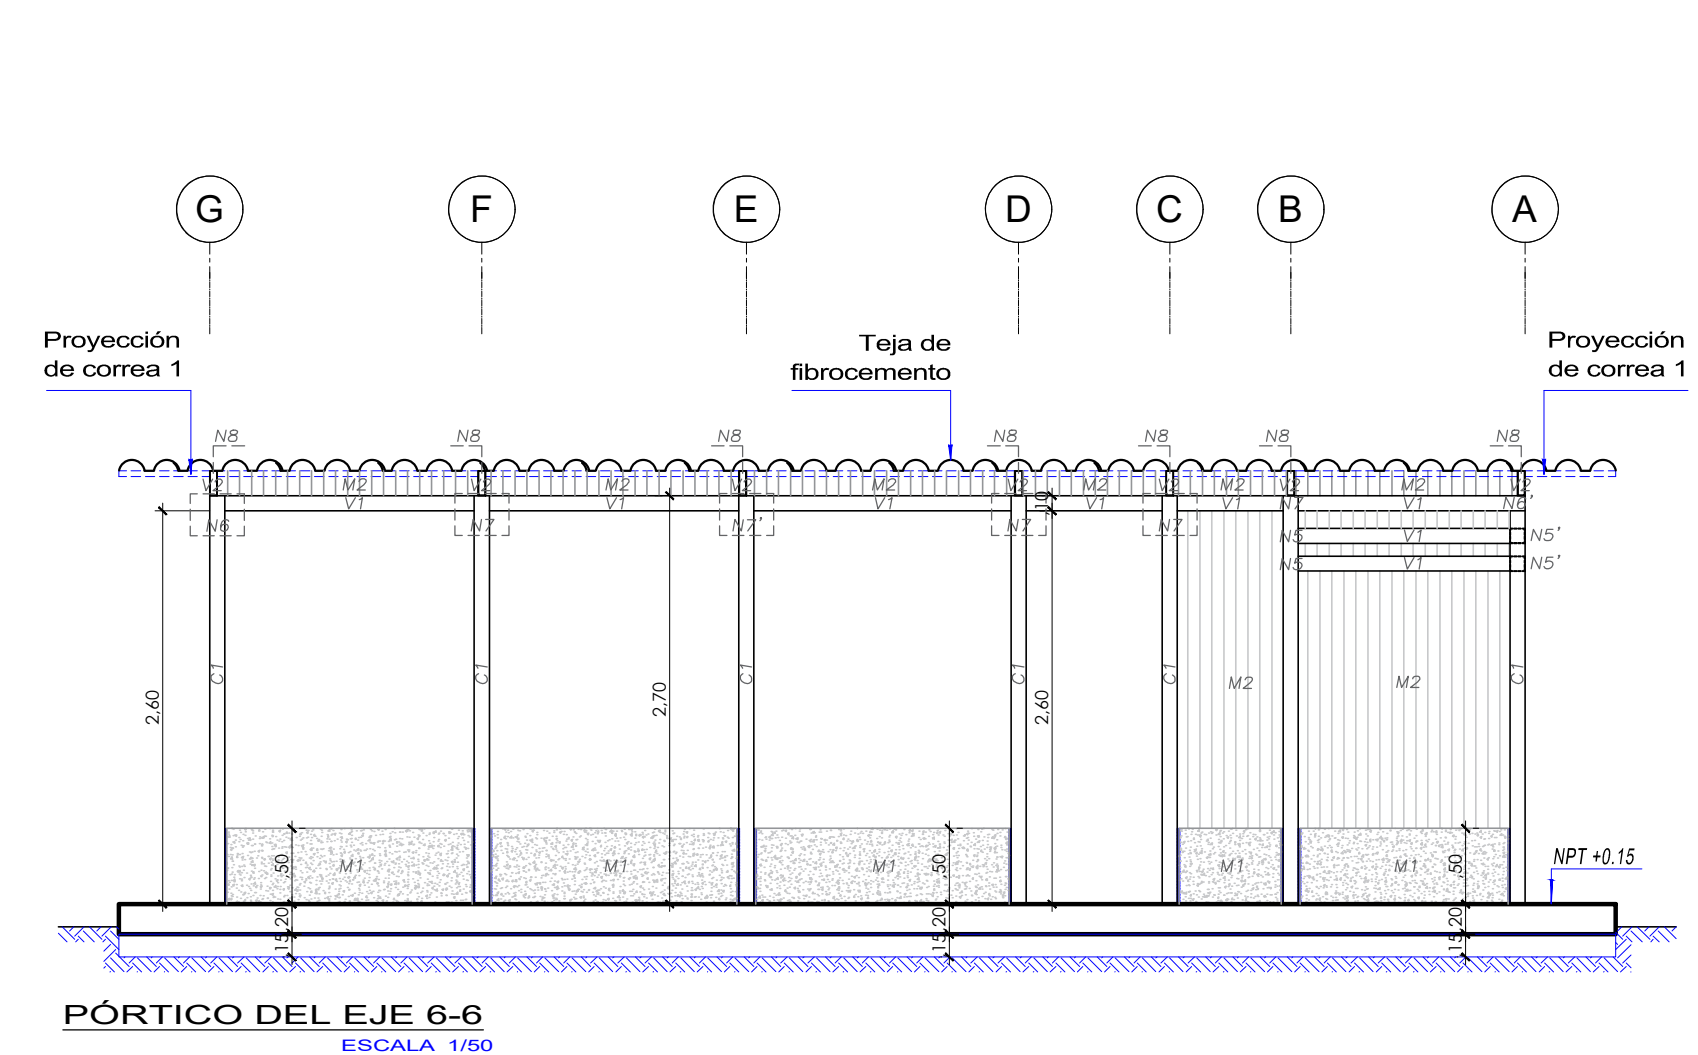 G F E D C B A
Proyección
de correa 1
Teja de
fibrocemento
Proyección
de correa 1
N8 N8 N8 N8 N8 N8 N8
V2 M2 V2 M2 V2 M2 V2 M2 V2 M2 V2 M2 V2
V1 V1 V1 ,10 V1 V1 N7 V1 N6'
N6 N7 N7' N7 N7
N5 V1 N5'
N5 V1 N5'
C1 C1 C1 C1 C1 C1
2,60 2,70 2,60
M2 M2
M1 M1 M1 M1 M1
,50 ,50 ,50
NPT +0.15
,20 ,20 ,20
,15 ,15 ,15
PÓRTICO DEL EJE 6-6
ESCALA 1/50